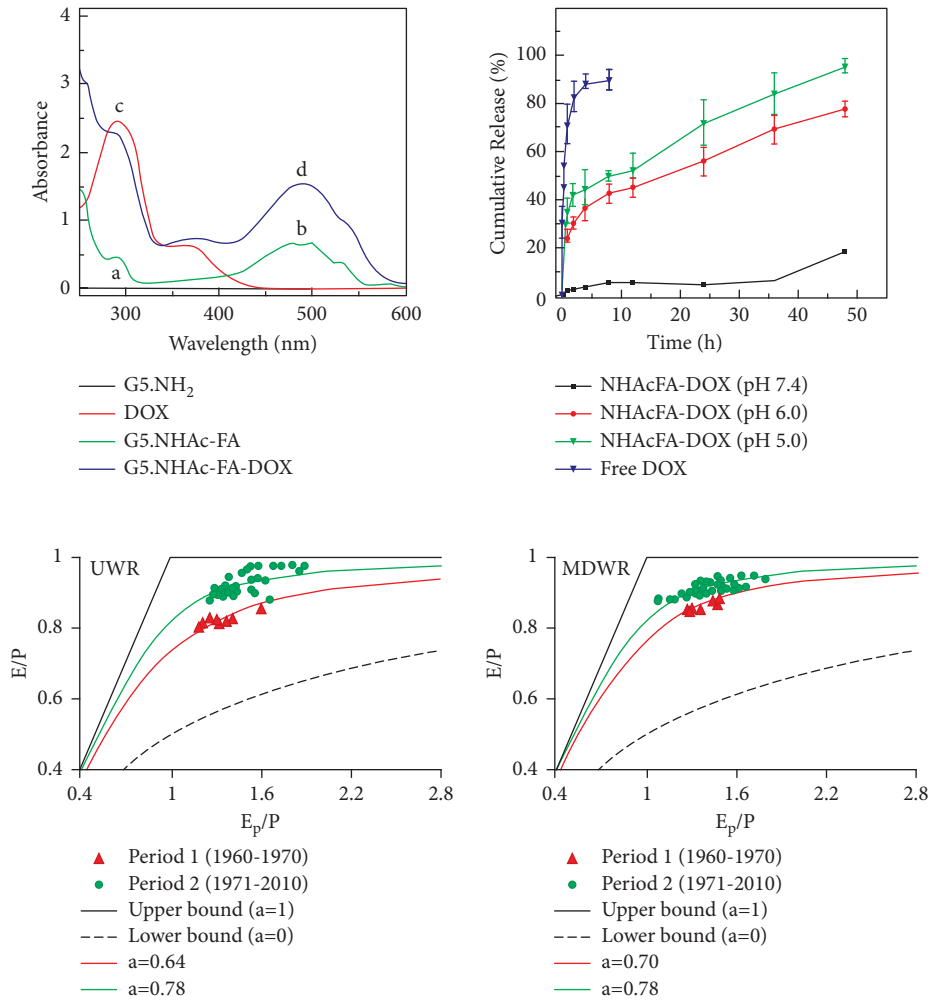 4
3
2
1
0
Absorbance
c
d
a
b
300
400
500
600
Wavelength (nm)
G5.NH₂
DOX
G5.NHAc-FA
G5.NHAc-FA-DOX
100
80
60
40
20
0
Cumulative Release (%)
0
10
20
30
40
50
Time (h)
NHAcFA-DOX (pH 7.4)
NHAcFA-DOX (pH 6.0)
NHAcFA-DOX (pH 5.0)
Free DOX
UWR
1
0.8
0.6
0.4
E/P
0.4
1
1.6
2.2
2.8
Eₚ/P
Period 1 (1960-1970)
Period 2 (1971-2010)
Upper bound (a=1)
Lower bound (a=0)
a=0.64
a=0.78
MDWR
1
0.8
0.6
0.4
E/P
0.4
1
1.6
2.2
2.8
Eₚ/P
Period 1 (1960-1970)
Period 2 (1971-2010)
Upper bound (a=1)
Lower bound (a=0)
a=0.70
a=0.78